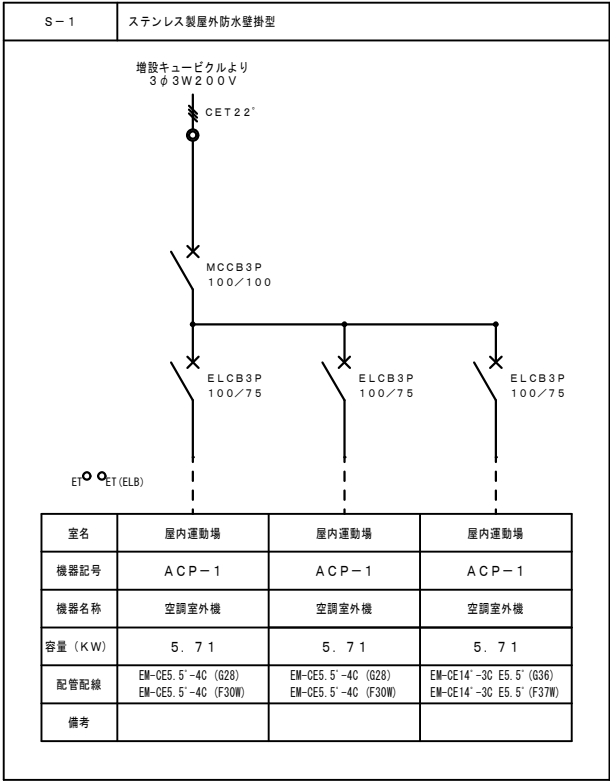 S－1 ステンレス製屋外防水壁掛型
増設キュービクルより
3φ3W200V
CET22゜
MCCB3P
100/100
ELCB3P ELCB3P ELCB3P
100/75 100/75 100/75
ET ET(ELB)
室名 屋内運動場 屋内運動場 屋内運動場
機器記号 ACP－1 ACP－1 ACP－1
機器名称 空調室外機 空調室外機 空調室外機
容量（KW） 5．71 5．71 5．71
配管配線 EM-CE5.5゜-4C (G28) EM-CE5.5゜-4C (G28) EM-CE14゜-3C E5.5゜(G36)
EM-CE5.5゜-4C (F30W) EM-CE5.5゜-4C (F30W) EM-CE14゜-3C E5.5゜(F37W)
備考